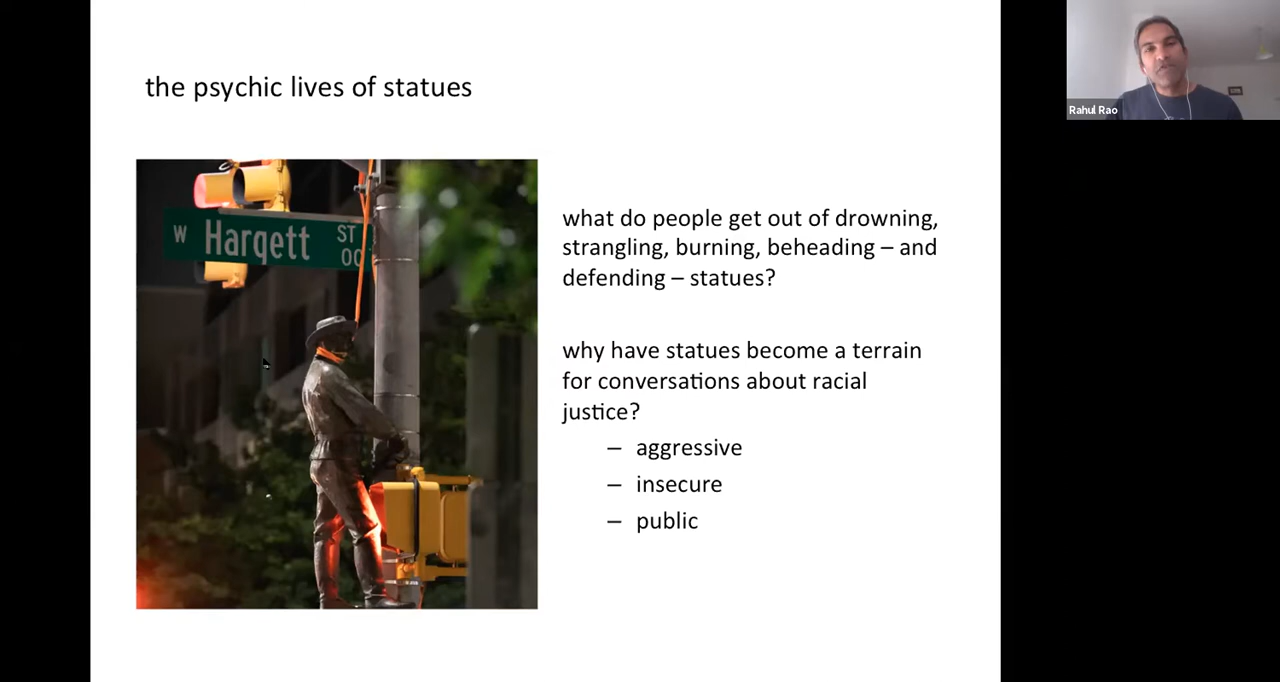 the psychic lives of statues
Rahul Rao
W Hargett ST
00
what do people get out of drowning,
strangling, burning, beheading – and
defending – statues?
why have statues become a terrain
for conversations about racial
justice?
– aggressive
– insecure
– public